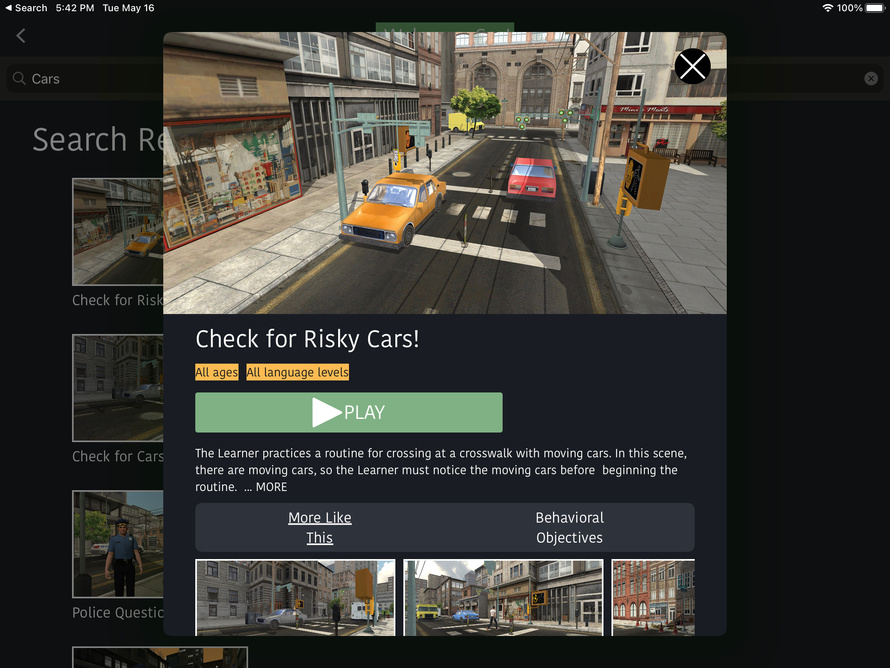 Search 5:42 PM Tue May 16 100%
Cars
Search Re
Check for Risk
Check for Cars
Police Questic
Check for Risky Cars!
All ages All language levels
PLAY
The Learner practices a routine for crossing at a crosswalk with moving cars. In this scene,
there are moving cars, so the Learner must notice the moving cars before beginning the
routine. ... MORE
More Like
This
Behavioral
Objectives